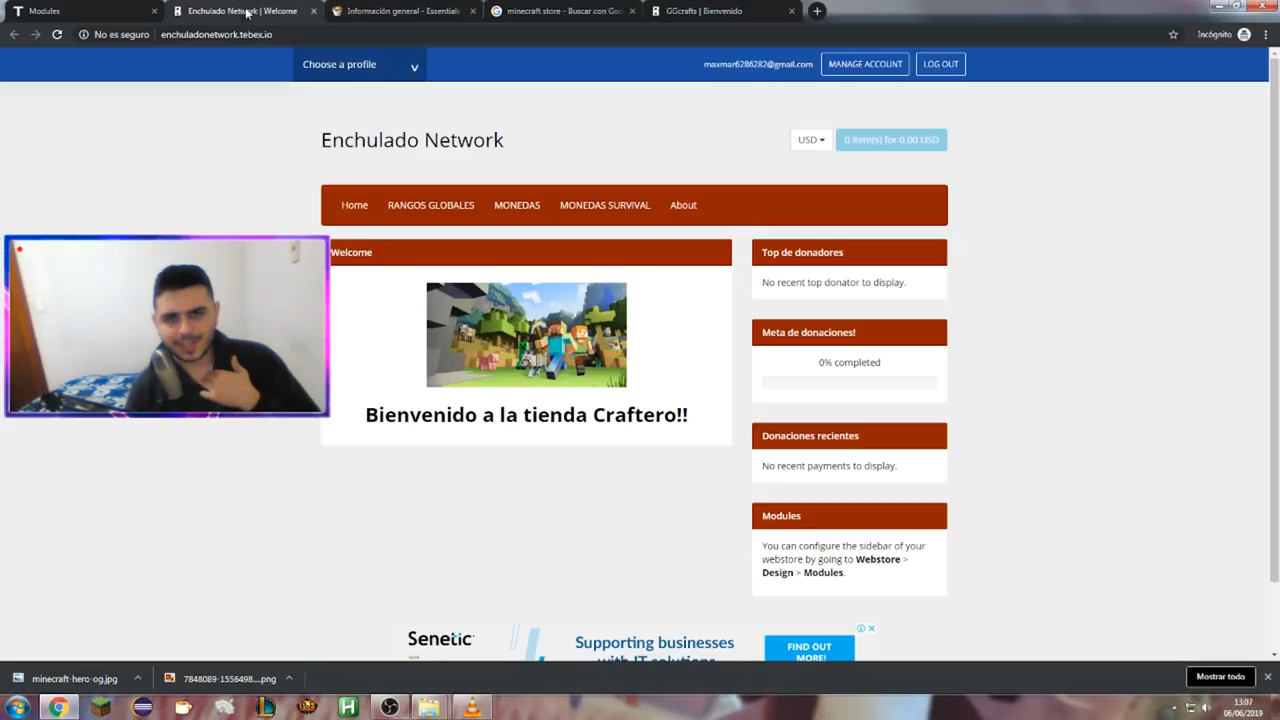 Modules
Enchulado Network | Welcome
Información general - Essentials
minecraft store - Buscar con Goo
GGcrafts | Bienvenido
No es seguro
enchuladonetwork.tebex.io
Incógnito
Choose a profile
maxmar6286282@gmail.com
MANAGE ACCOUNT
LOG OUT
Enchulado Network
USD
0 item(s) for 0.00 USD
Home
RANGOS GLOBALES
MONEDAS
MONEDAS SURVIVAL
About
Welcome
Bienvenido a la tienda Craftero!!
Top de donadores
No recent top donator to display.
Meta de donaciones!
0% completed
Donaciones recientes
No recent payments to display.
Modules
You can configure the sidebar of your
webstore by going to Webstore >
Design > Modules.
Senetic
Supporting businesses
with IT solutions
FIND OUT
MORE!
minecraft-hero-og.jpg
7848089-1556498....png
Mostrar todo
13:07
06/06/2019